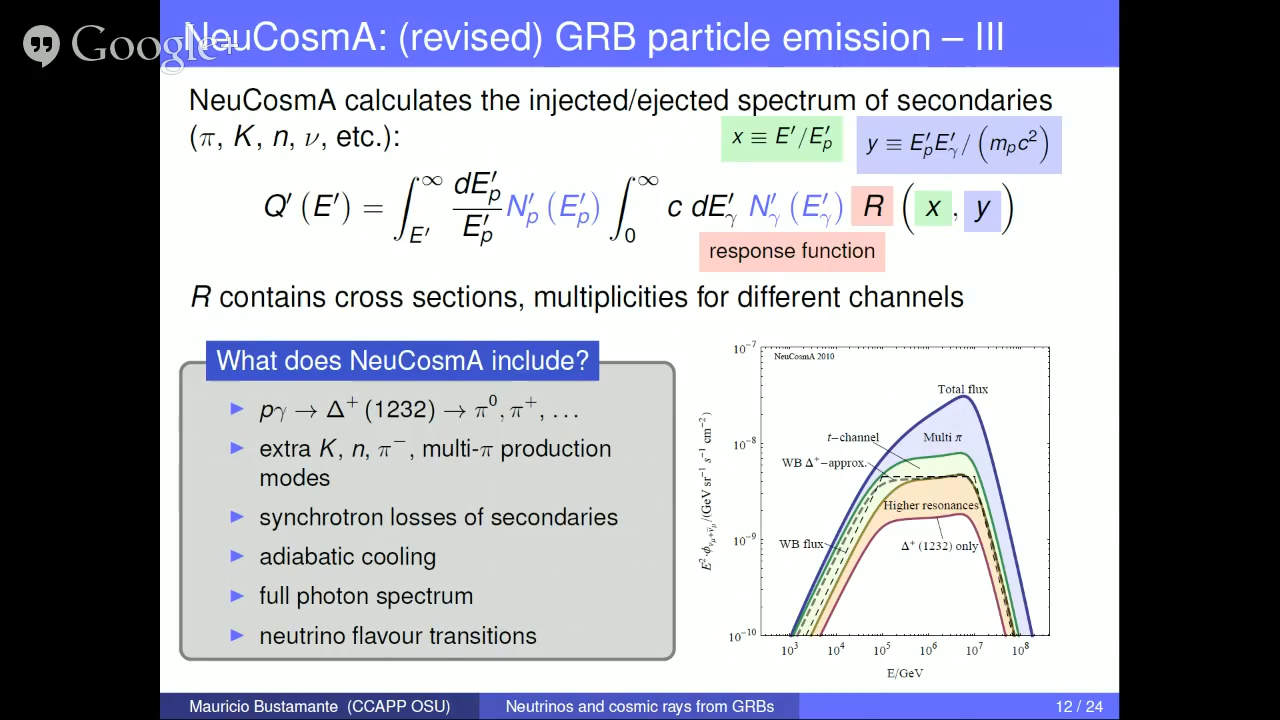 Google+
NeuCosmA: (revised) GRB particle emission – III
NeuCosmA calculates the injected/ejected spectrum of secondaries
(π, K, n, ν, etc.):
x ≡ E′/E′ₚ
y ≡ E′ₚE′ᵧ/(mₚc²)
Q′(E′) = ∫_{E′}^{∞} dE′ₚ/E′ₚ N′ₚ(E′ₚ) ∫_{0}^{∞} c dE′ᵧ N′ᵧ(E′ᵧ) R (x, y)
response function
R contains cross sections, multiplicities for different channels
What does NeuCosmA include?
pγ → Δ⁺(1232) → π⁰, π⁺, …
extra K, n, π⁻, multi-π production
modes
synchrotron losses of secondaries
adiabatic cooling
full photon spectrum
neutrino flavour transitions
NeuCosmA 2010
Total flux
t−channel
Multi π
WB Δ⁺−approx.
Higher resonances
WB flux
Δ⁺(1232) only
10⁻⁷
10⁻⁸
10⁻⁹
10⁻¹⁰
10³ 10⁴ 10⁵ 10⁶ 10⁷ 10⁸
E/GeV
Mauricio Bustamante (CCAPP OSU)
Neutrinos and cosmic rays from GRBs
12 / 24